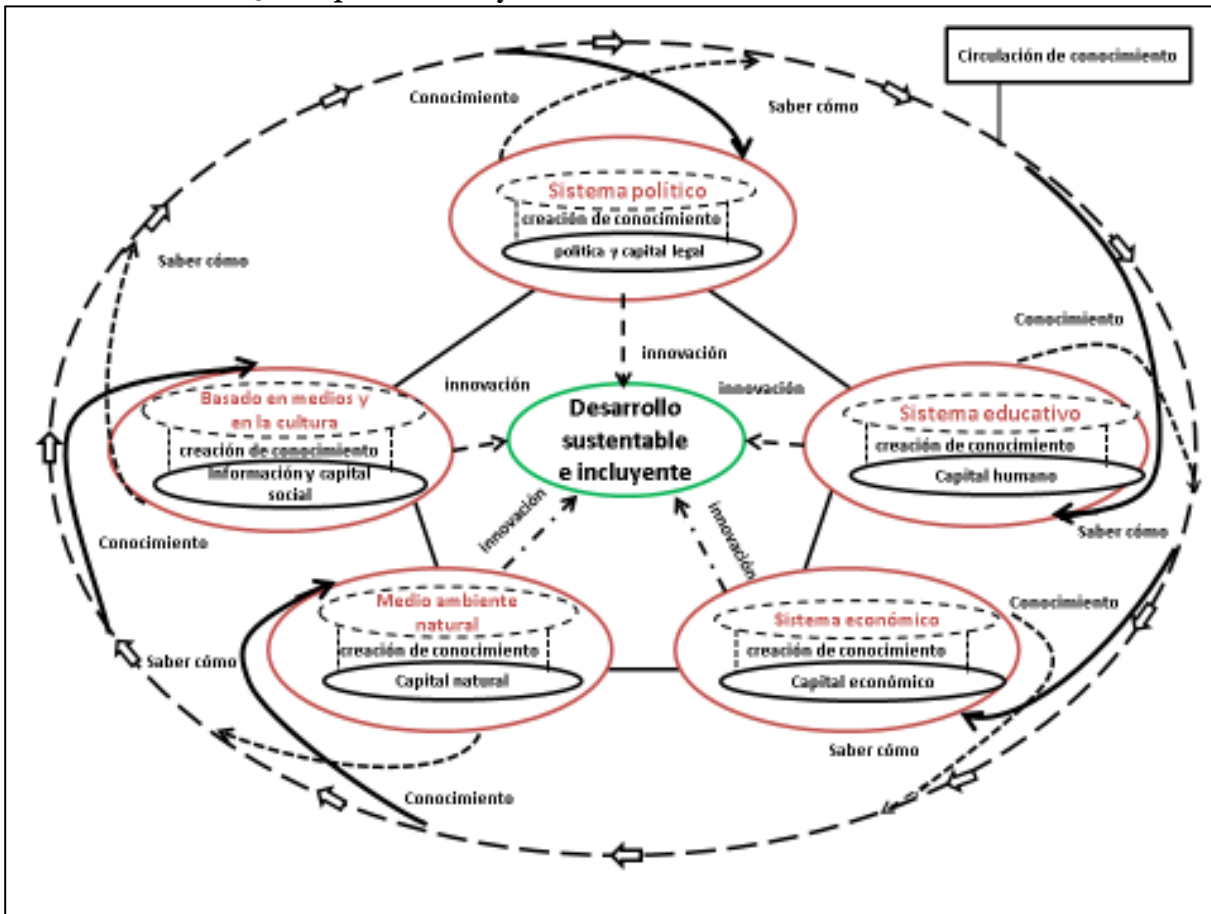 Circulación de conocimiento
Conocimiento
Saber cómo
Sistema político
creación de conocimiento
política y capital legal
Saber cómo
Conocimiento
innovación
innovación
innovación
Basado en medios y
en la cultura
creación de conocimiento
Información y capital
social
Desarrollo
sustentable
e incluyente
Sistema educativo
creación de conocimiento
Capital humano
Conocimiento
Saber cómo
innovación
innovación
Medio ambiente
natural
creación de conocimiento
Capital natural
Sistema económico
creación de conocimiento
Capital económico
Conocimiento
Saber cómo
Saber cómo
Conocimiento